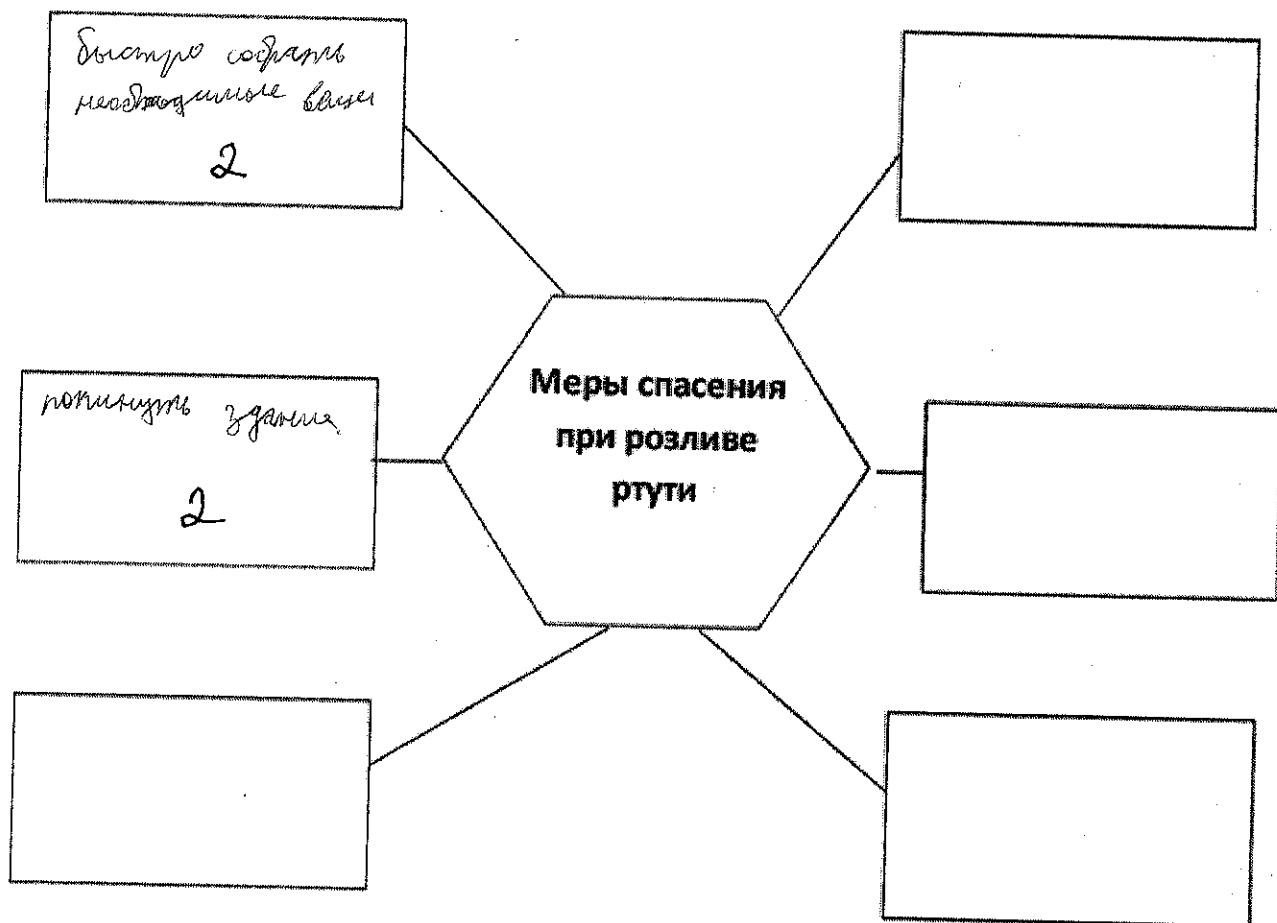 быстро собрать
необходимые вещи
2
Меры спасения
при розливе
ртути
покинуть здания
2